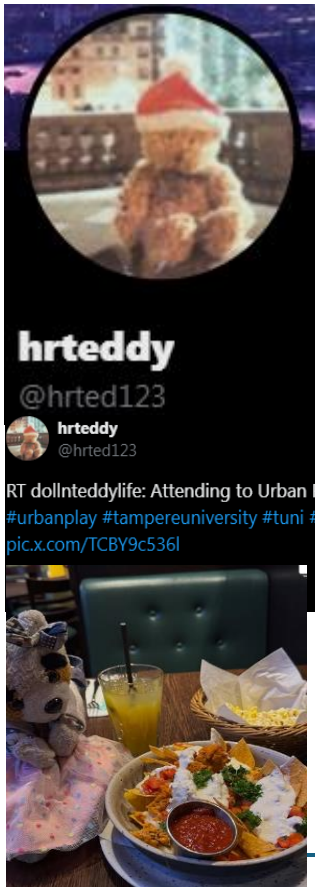 hrteddy
@hrted123
hrteddy
@hrted123
RT dollnteddylife: Attending to Urban
#urbanplay #tampereuniversity #tuni #
pic.x.com/TCBY9c536l